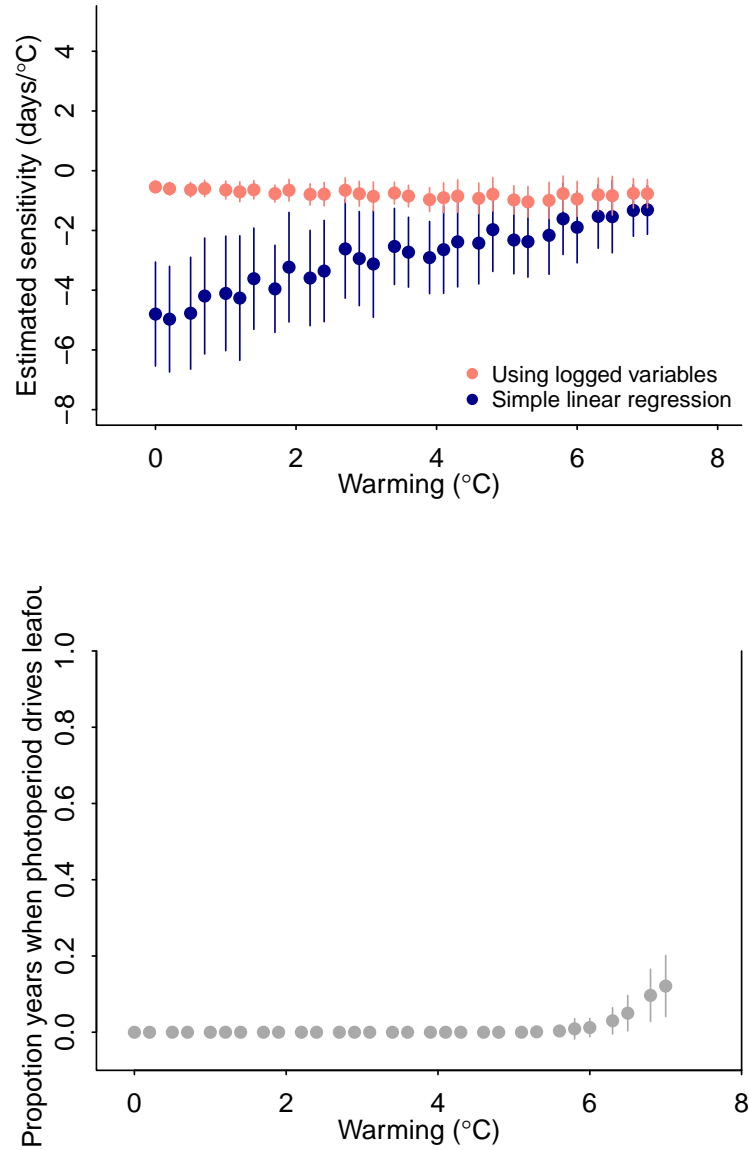 Estimated sensitivity (days/°C)
4
2
0
−2
−4
−6
−8
Using logged variables
Simple linear regression
0 2 4 6 8
Warming (°C)
Propotion years when photoperiod drives leafou
1.0
0.8
0.6
0.4
0.2
0.0
0 2 4 6 8
Warming (°C)